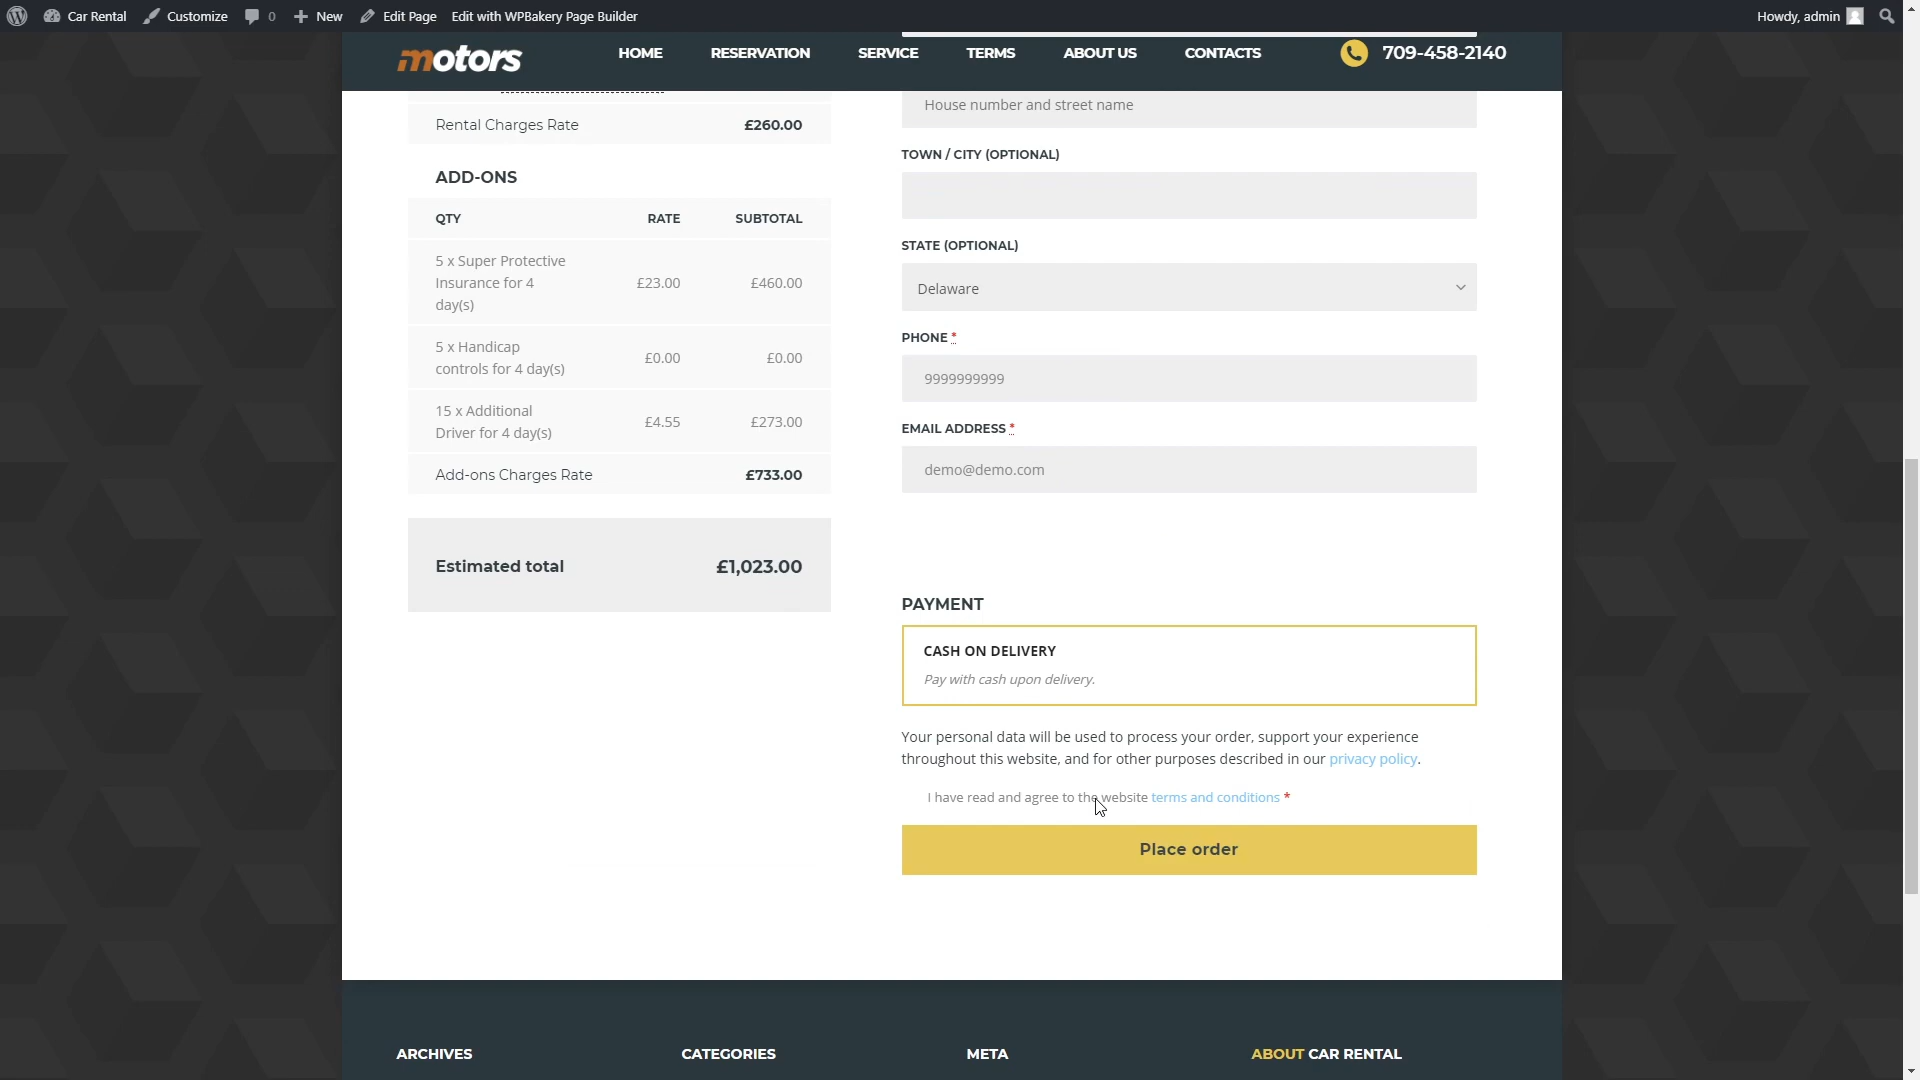 Car Rental
Customize
0
New
Edit Page
Edit with WPBakery Page Builder
Howdy, admin
motors
HOME
RESERVATION
SERVICE
TERMS
ABOUT US
CONTACTS
709-458-2140
Rental Charges Rate £260.00
ADD-ONS
QTY RATE SUBTOTAL
5 x Super Protective
Insurance for 4
day(s)
£23.00 £460.00
5 x Handicap
controls for 4 day(s)
£0.00 £0.00
15 x Additional
Driver for 4 day(s)
£4.55 £273.00
Add-ons Charges Rate £733.00
Estimated total £1,023.00
House number and street name
TOWN / CITY (OPTIONAL)
STATE (OPTIONAL)
Delaware
PHONE *
9999999999
EMAIL ADDRESS *
demo@demo.com
PAYMENT
CASH ON DELIVERY
Pay with cash upon delivery.
Your personal data will be used to process your order, support your experience
throughout this website, and for other purposes described in our privacy policy.
I have read and agree to the website terms and conditions *
Place order
ARCHIVES
CATEGORIES
META
ABOUT CAR RENTAL